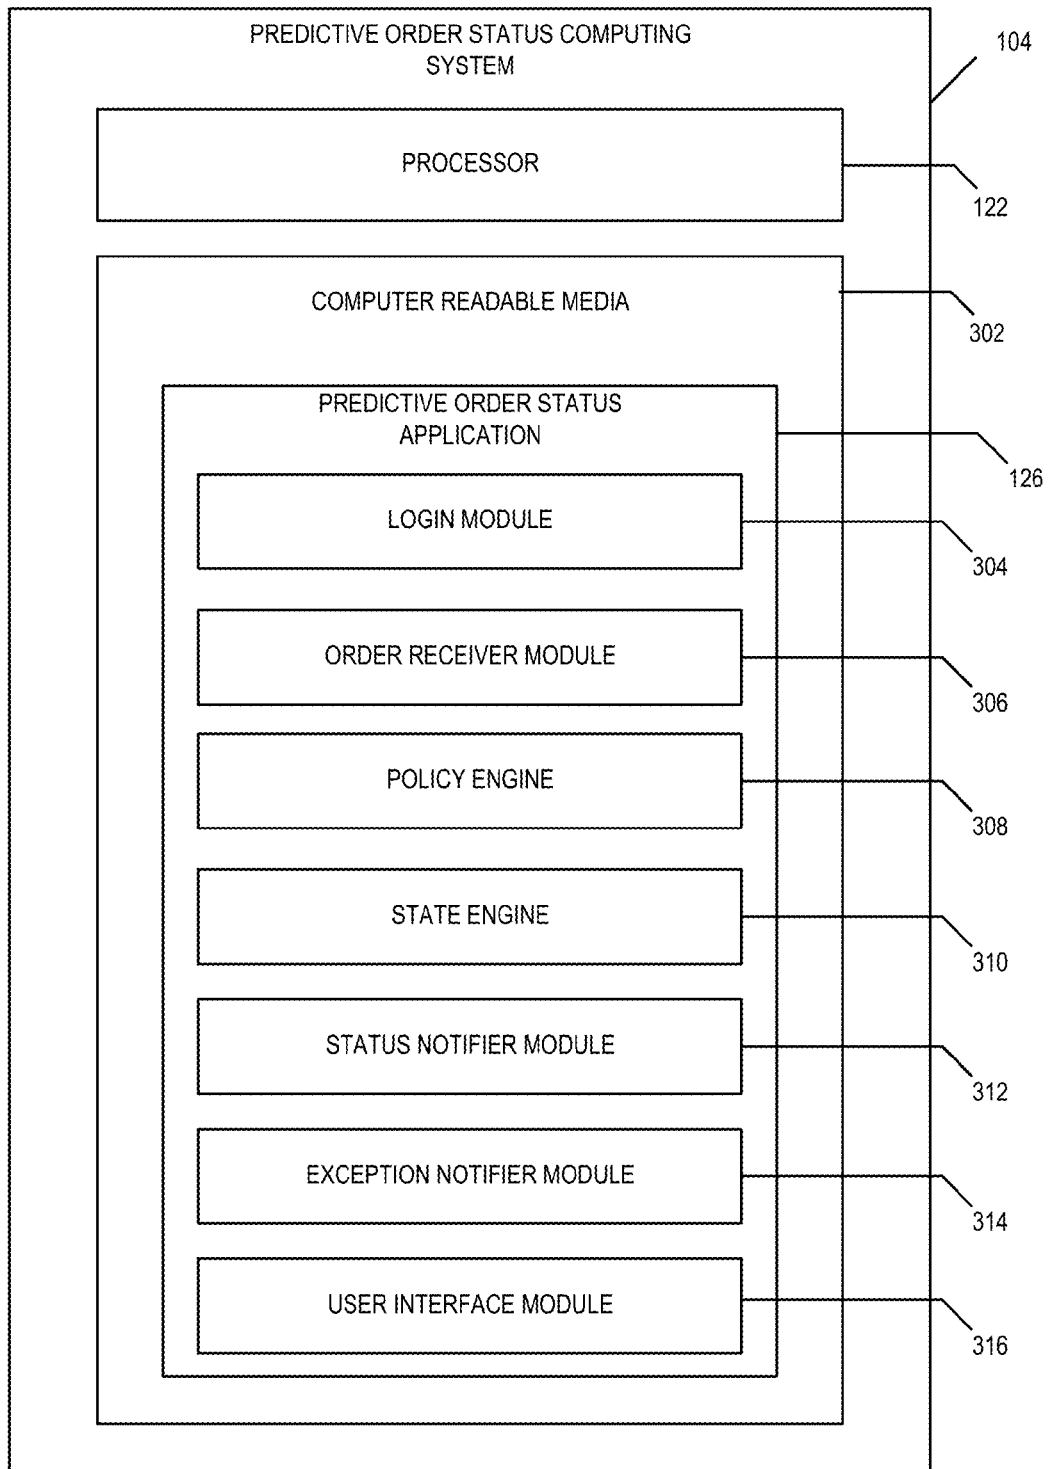 PREDICTIVE ORDER STATUS COMPUTING
SYSTEM
104
PROCESSOR
122
COMPUTER READABLE MEDIA
302
PREDICTIVE ORDER STATUS
APPLICATION
126
LOGIN MODULE
304
ORDER RECEIVER MODULE
306
POLICY ENGINE
308
STATE ENGINE
310
STATUS NOTIFIER MODULE
312
EXCEPTION NOTIFIER MODULE
314
USER INTERFACE MODULE
316